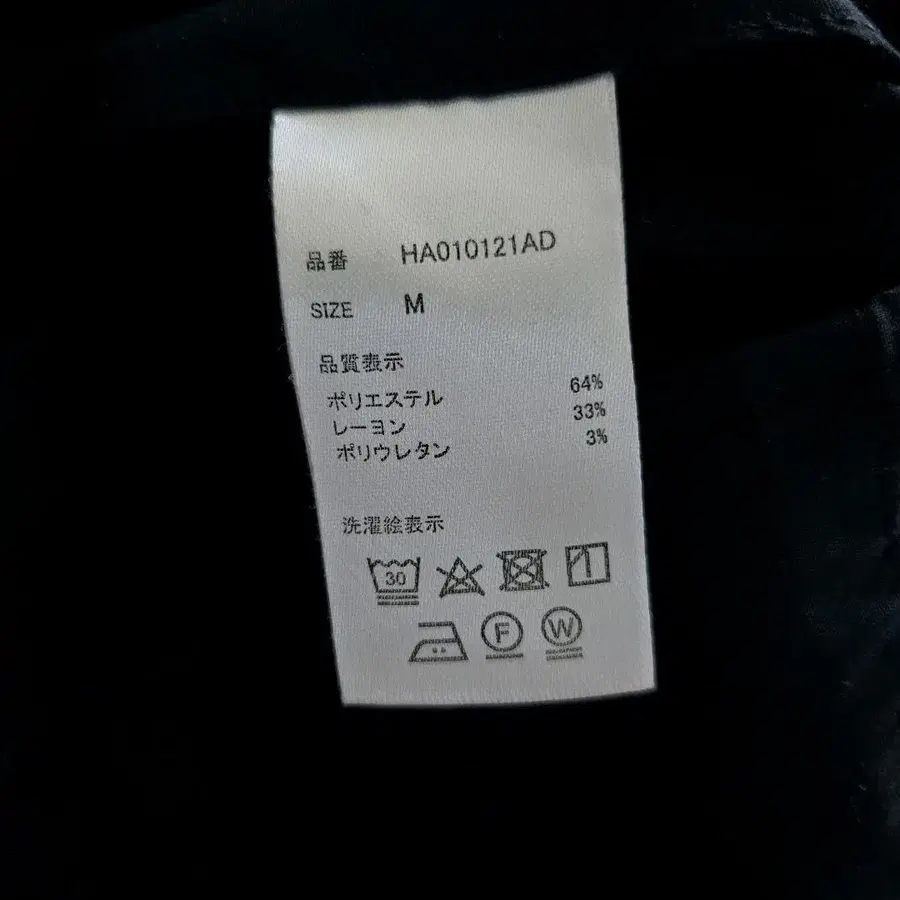 品番 HA010121AD
SIZE M
品質表示
ポリエステル 64%
レーヨン 33%
ポリウレタン 3%
洗濯絵表示
30
F W